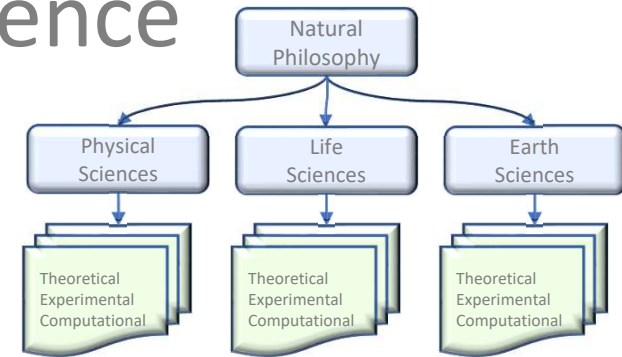 ence
Natural
Philosophy
Physical
Sciences
Life
Sciences
Earth
Sciences
Theoretical
Experimental
Computational
Theoretical
Experimental
Computational
Theoretical
Experimental
Computational